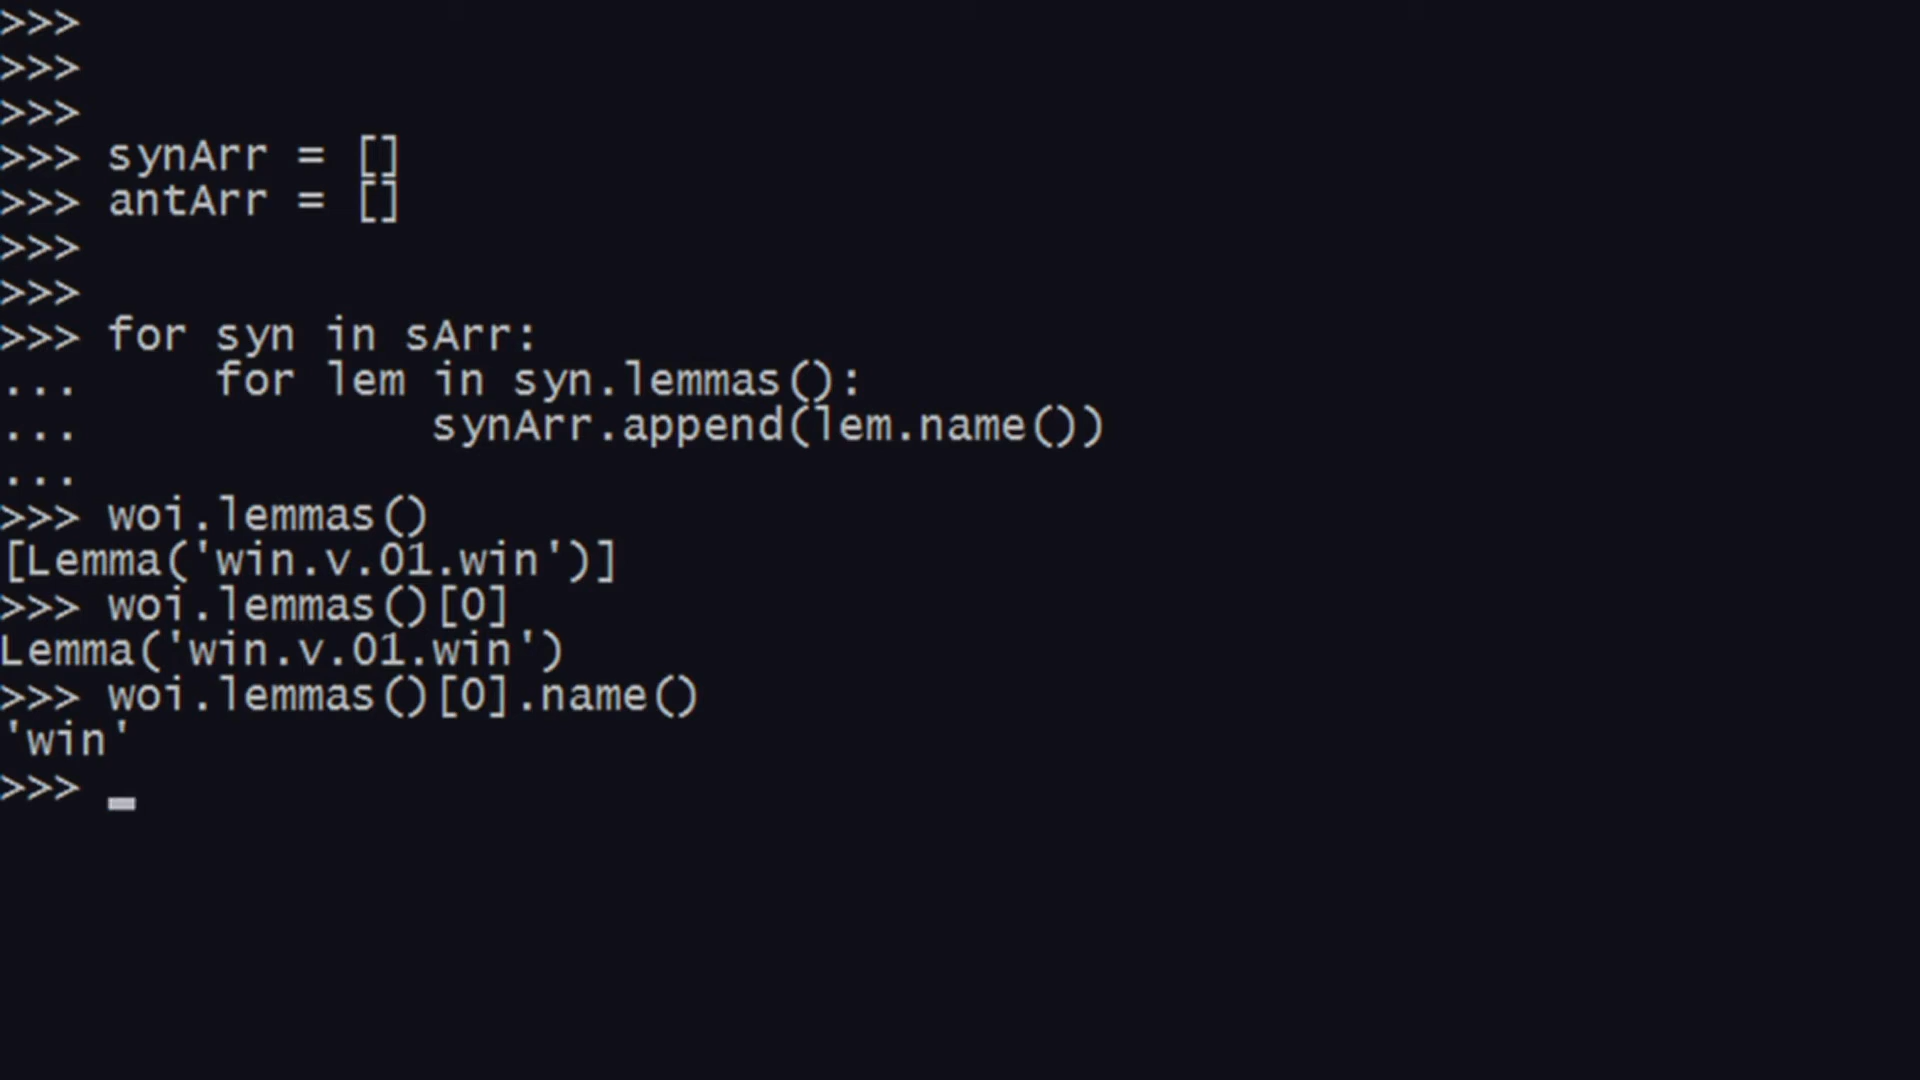 >>>
>>>
>>>
>>> synArr = []
>>> antArr = []
>>>
>>>
>>> for syn in sArr:
...     for lem in syn.lemmas():
...             synArr.append(lem.name())
...
>>> woi.lemmas()
[Lemma('win.v.01.win')]
>>> woi.lemmas()[0]
Lemma('win.v.01.win')
>>> woi.lemmas()[0].name()
'win'
>>>